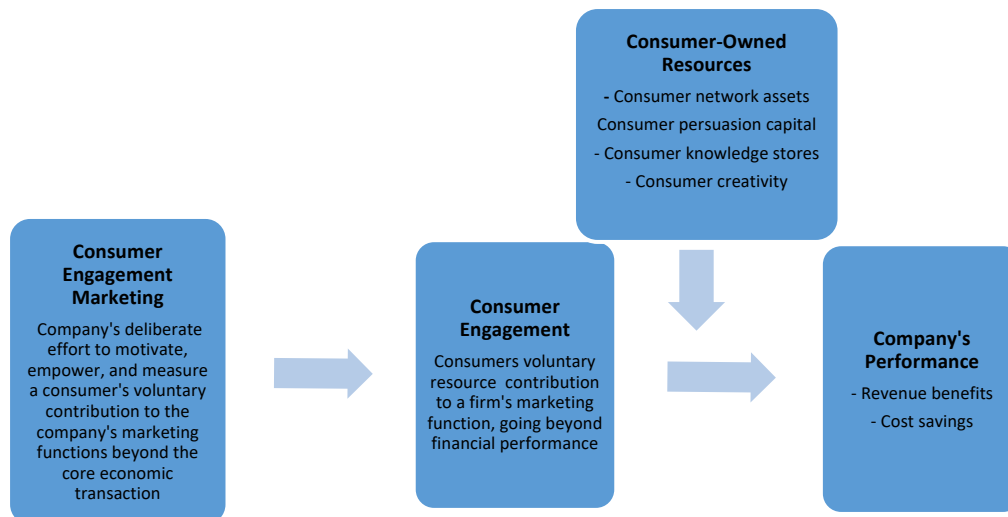 Consumer-Owned
Resources
- Consumer network assets
Consumer persuasion capital
- Consumer knowledge stores
- Consumer creativity
Consumer
Engagement
Marketing
Company's deliberate
effort to motivate,
empower, and measure
a consumer's voluntary
contribution to the
company's marketing
functions beyond the
core economic
transaction
Consumer
Engagement
Consumers voluntary
resource contribution
to a firm's marketing
function, going beyond
financial performance
Company's
Performance
- Revenue benefits
- Cost savings